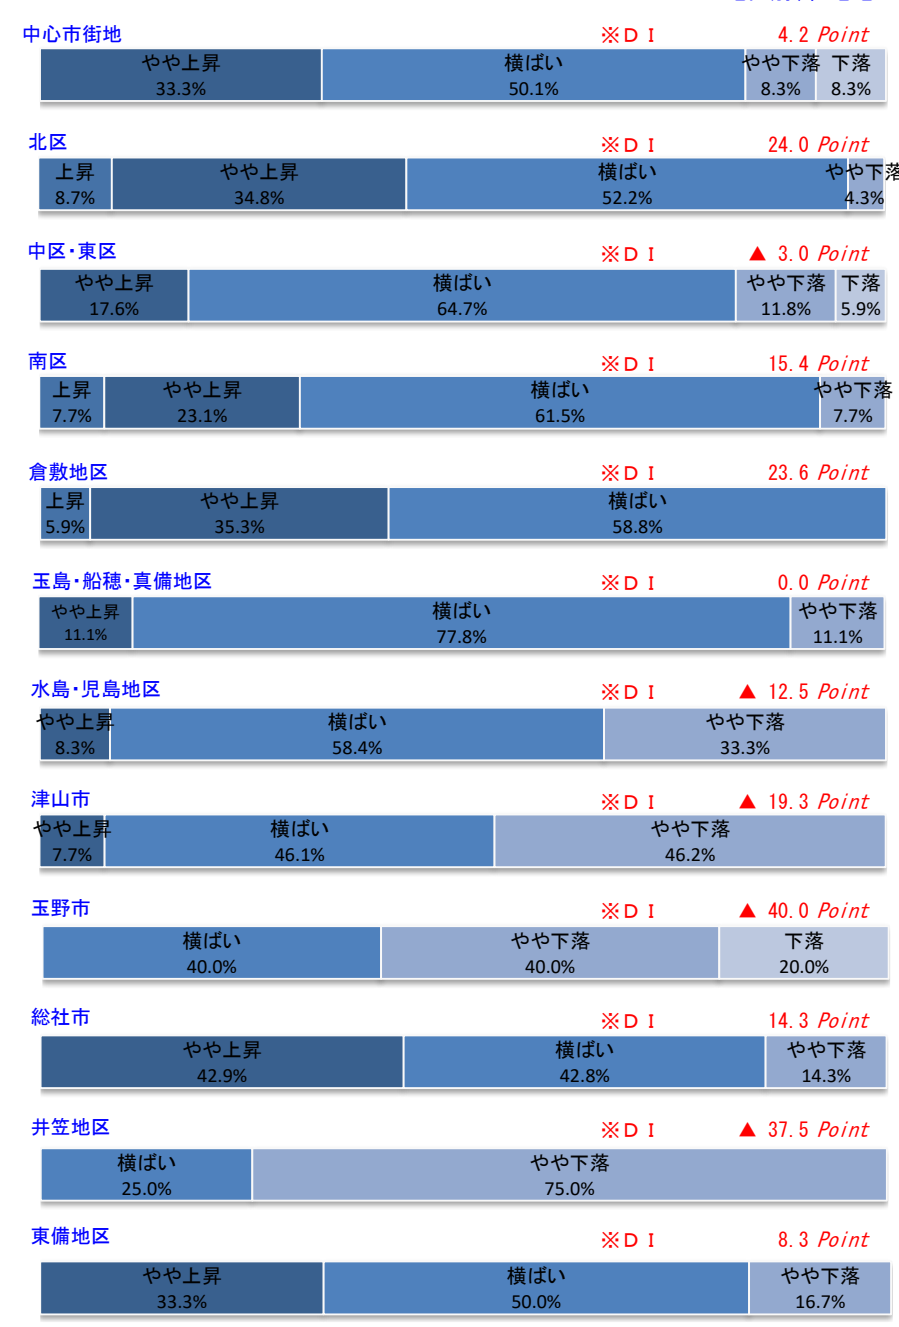 中心市街地 ※DI 4.2 Point
やや上昇 横ばい やや下落 下落
33.3% 50.1% 8.3% 8.3%
北区 ※DI 24.0 Point
上昇 やや上昇 横ばい やや下落
8.7% 34.8% 52.2% 4.3%
中区・東区 ※DI ▲ 3.0 Point
やや上昇 横ばい やや下落 下落
17.6% 64.7% 11.8% 5.9%
南区 ※DI 15.4 Point
上昇 やや上昇 横ばい やや下落
7.7% 23.1% 61.5% 7.7%
倉敷地区 ※DI 23.6 Point
上昇 やや上昇 横ばい
5.9% 35.3% 58.8%
玉島・船穂・真備地区 ※DI 0.0 Point
やや上昇 横ばい やや下落
11.1% 77.8% 11.1%
水島・児島地区 ※DI ▲ 12.5 Point
やや上昇 横ばい やや下落
8.3% 58.4% 33.3%
津山市 ※DI ▲ 19.3 Point
やや上昇 横ばい やや下落
7.7% 46.1% 46.2%
玉野市 ※DI ▲ 40.0 Point
横ばい やや下落 下落
40.0% 40.0% 20.0%
総社市 ※DI 14.3 Point
やや上昇 横ばい やや下落
42.9% 42.8% 14.3%
井笠地区 ※DI ▲ 37.5 Point
横ばい やや下落
25.0% 75.0%
東備地区 ※DI 8.3 Point
やや上昇 横ばい やや下落
33.3% 50.0% 16.7%